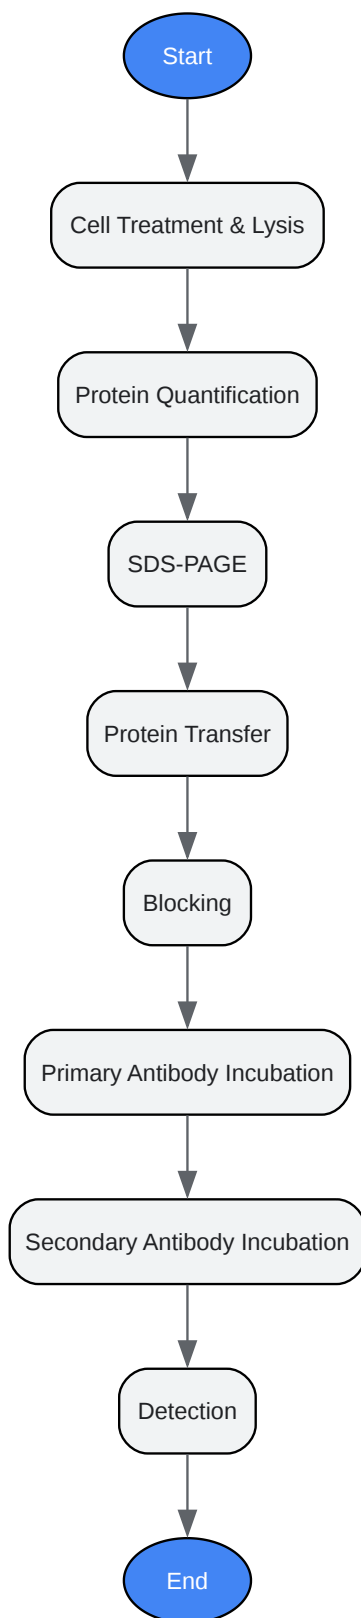 Start
Cell Treatment & Lysis
Protein Quantification
SDS-PAGE
Protein Transfer
Blocking
Primary Antibody Incubation
Secondary Antibody Incubation
Detection
End